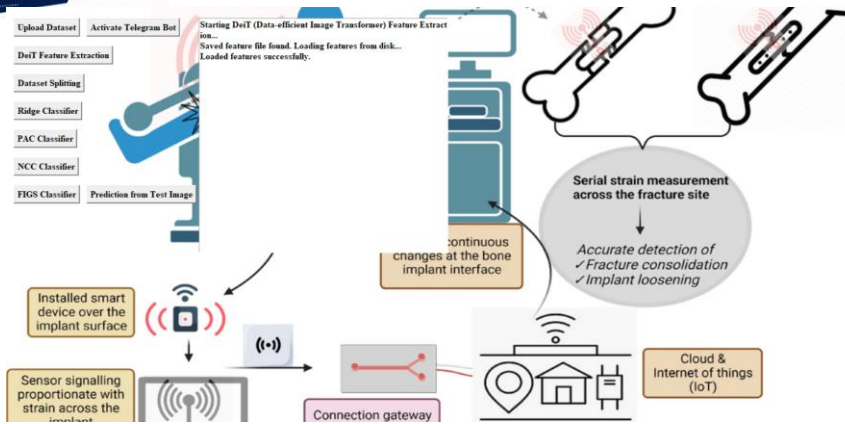 Upload Dataset
Activate Telegram Bot
DeiT Feature Extraction
Dataset Splitting
Ridge Classifier
PAC Classifier
NCC Classifier
FIGS Classifier
Prediction from Test Image
Starting DeiT (Data-efficient Image Transformer) Feature Extract
ion...
Saved feature file found. Loading features from disk...
Loaded features successfully.
Serial strain measurement
across the fracture site
Accurate detection of
✓Fracture consolidation
✓Implant loosening
continuous
changes at the bone
implant interface
Installed smart
device over the
implant surface
Sensor signalling
proportionate with
strain across the
implant
Connection gateway
Cloud &
Internet of things
(IoT)